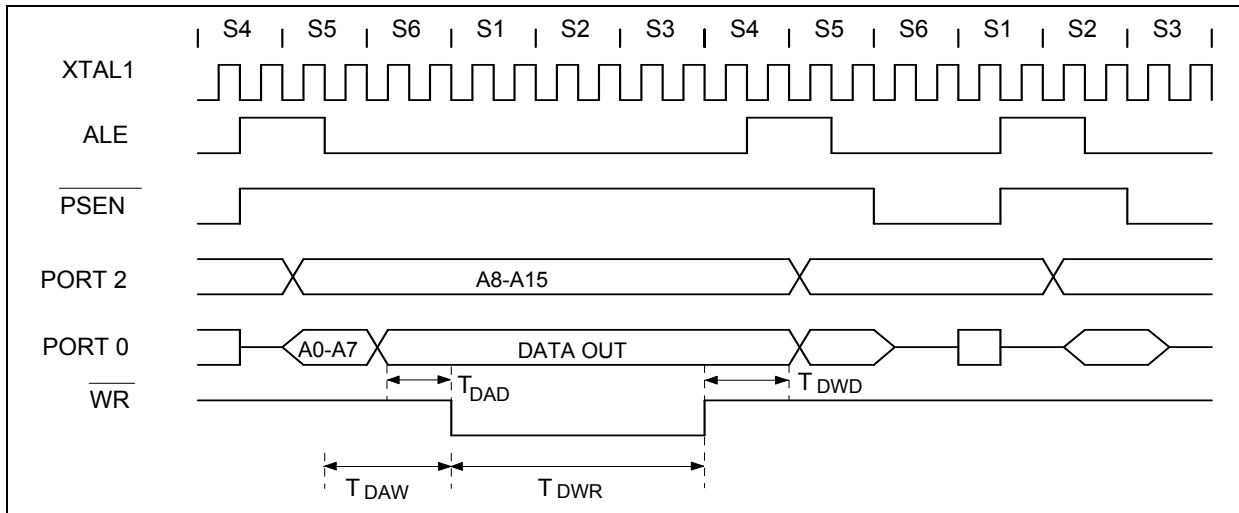 S4 S5 S6 S1 S2 S3 S4 S5 S6 S1 S2 S3
XTAL1
ALE
PSEN
PORT 2 A8-A15
PORT 0 A0-A7 DATA OUT
TDAD TDWD
WR
TDAW TDWR